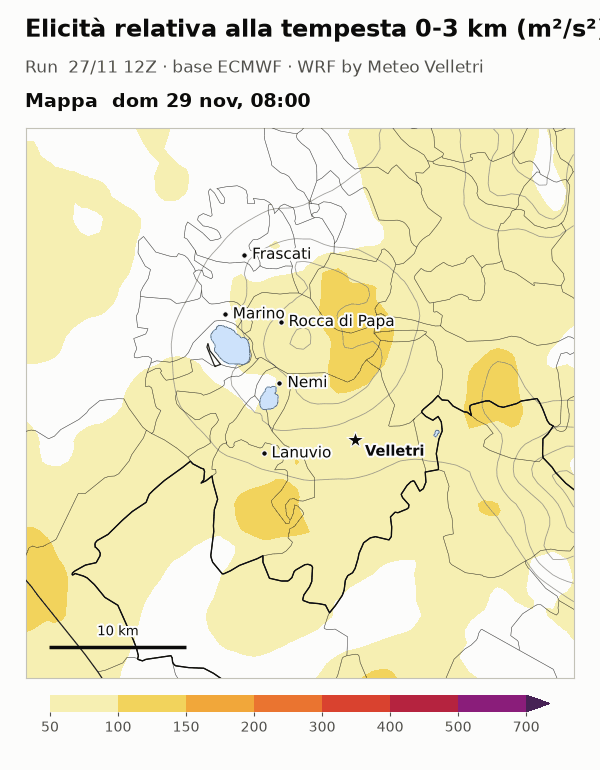 Elicità relativa alla tempesta 0-3 km (m²/s²)
Run 27/11 12Z · base ECMWF · WRF by Meteo Velletri
Mappa dom 29 nov, 08:00
Frascati
Marino
Rocca di Papa
Nemi
Velletri
Lanuvio
10 km
50 100 150 200 300 400 500 700